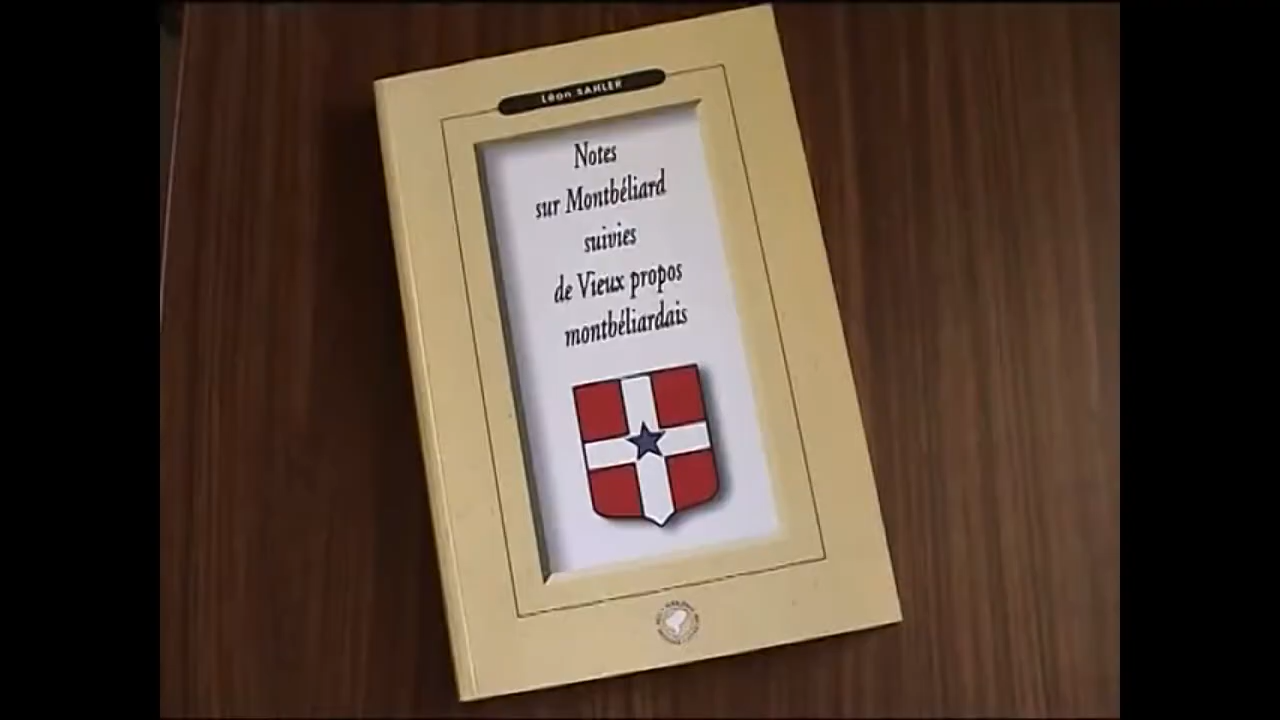 Léon SAHLER
Notes
sur Montbéliard
suivies
de Vieux propos
montbéliardais